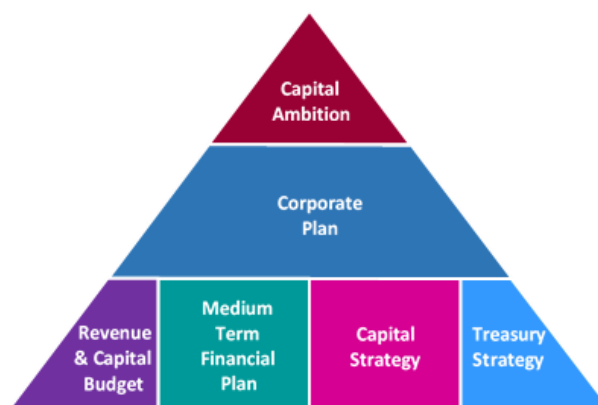 Capital
Ambition
Corporate
Plan
Revenue
& Capital
Budget
Medium
Term
Financial
Plan
Capital
Strategy
Treasury
Strategy